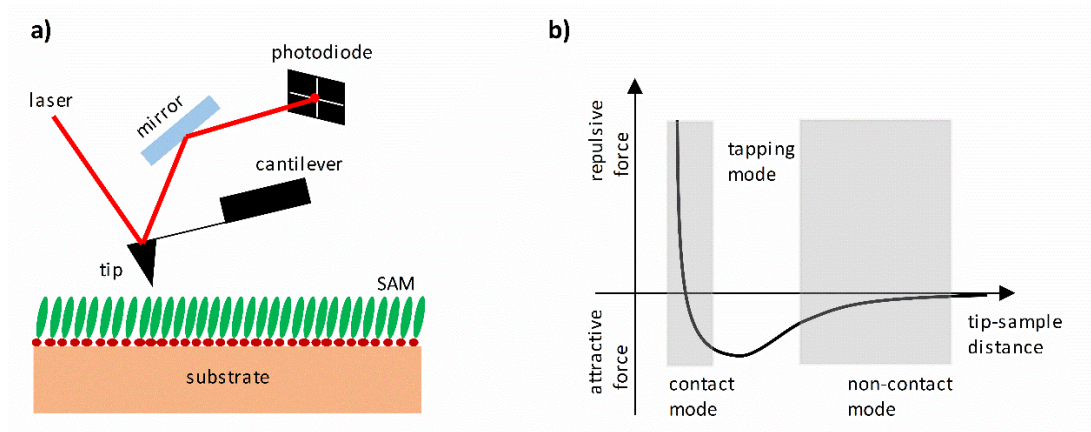 a)
photodiode
laser
mirror
cantilever
tip
SAM
substrate
b)
repulsive
force
tapping
mode
attractive
force
tip-sample
distance
contact
mode
non-contact
mode